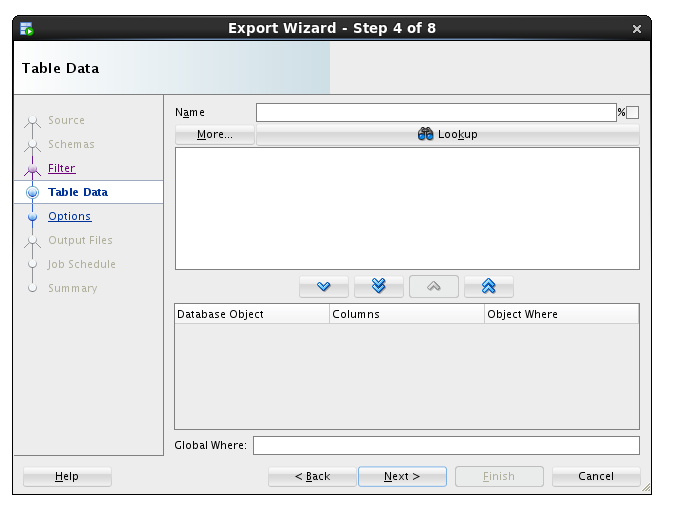 Export Wizard - Step 4 of 8
Table Data
Source
Schemas
Filter
Table Data
Options
Output Files
Job Schedule
Summary
Name %
More... Lookup
Database Object Columns Object Where
Global Where:
Help < Back Next > Finish Cancel